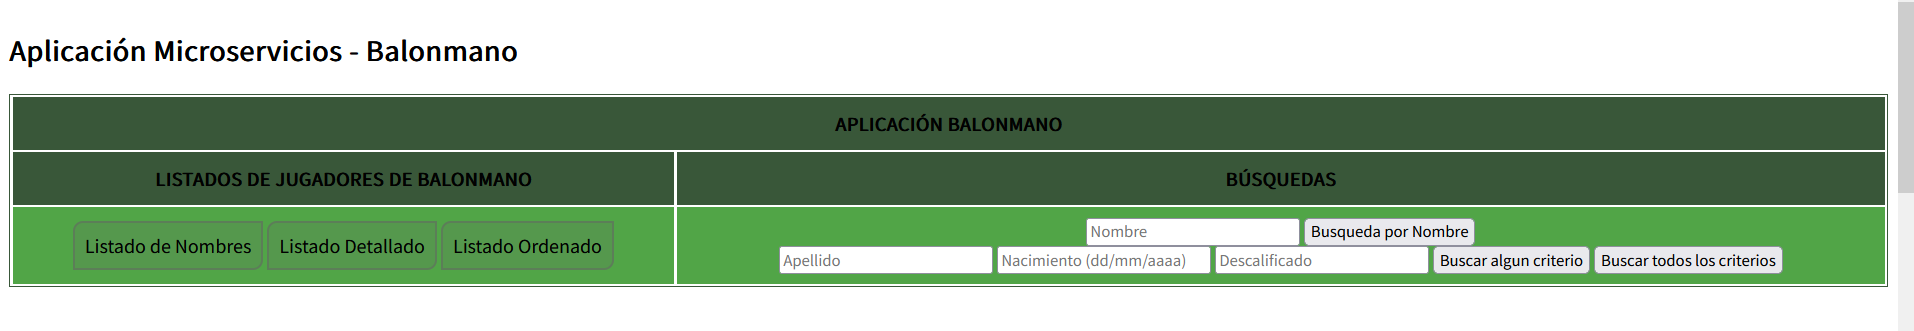 Aplicación Microservicios - Balonmano
APLICACIÓN BALONMANO
LISTADOS DE JUGADORES DE BALONMANO
BÚSQUEDAS
Listado de Nombres Listado Detallado Listado Ordenado
Nombre Busqueda por Nombre
Apellido Nacimiento (dd/mm/aaaa) Descalificado Buscar algun criterio Buscar todos los criterios